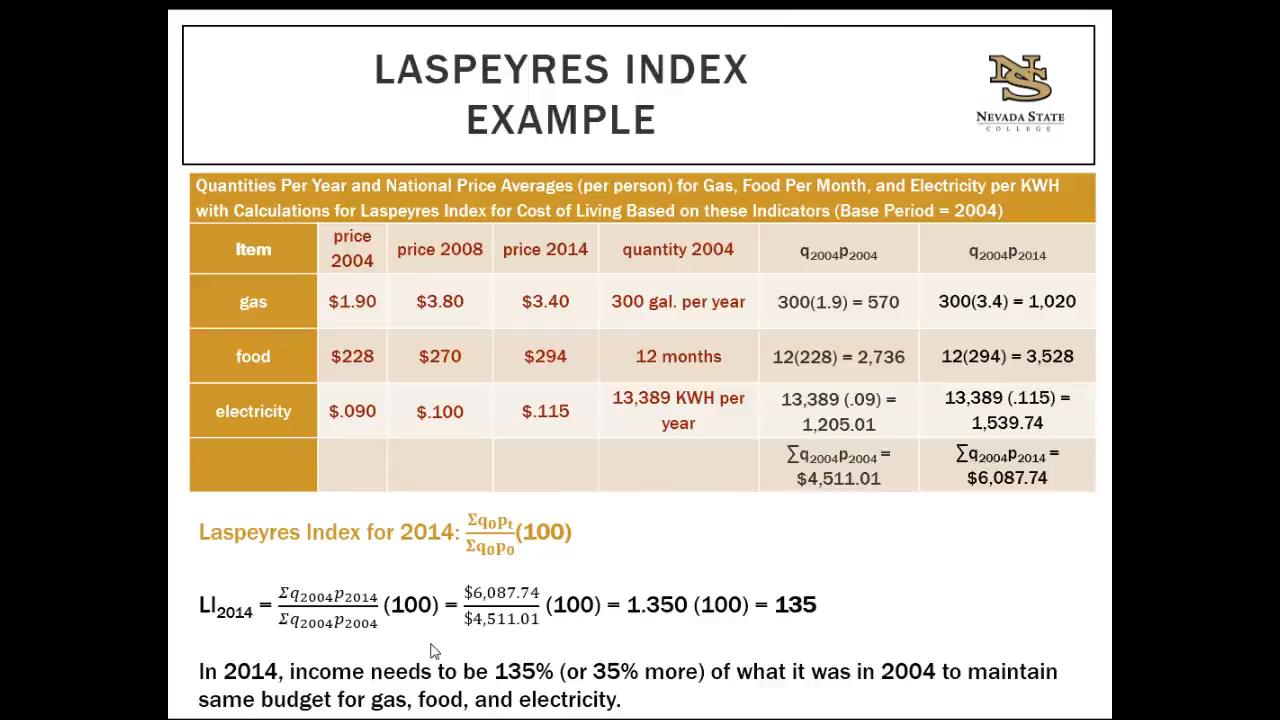 LASPEYRES INDEX
EXAMPLE
NEVADA STATE
COLLEGE
Quantities Per Year and National Price Averages (per person) for Gas, Food Per Month, and Electricity per KWH
with Calculations for Laspeyres Index for Cost of Living Based on these Indicators (Base Period = 2004)
Item price 2004 price 2008 price 2014 quantity 2004 q₂₀₀₄p₂₀₀₄ q₂₀₀₄p₂₀₁₄
gas $1.90 $3.80 $3.40 300 gal. per year 300(1.9) = 570 300(3.4) = 1,020
food $228 $270 $294 12 months 12(228) = 2,736 12(294) = 3,528
electricity $.090 $.100 $.115 13,389 KWH per year 13,389 (.09) = 1,205.01 13,389 (.115) = 1,539.74
∑q₂₀₀₄p₂₀₀₄ = $4,511.01 ∑q₂₀₀₄p₂₀₁₄ = $6,087.74
Laspeyres Index for 2014: Σq₀pₜ/Σq₀p₀ (100)
LI₂₀₁₄ = Σq₂₀₀₄p₂₀₁₄/Σq₂₀₀₄p₂₀₀₄ (100) = $6,087.74/$4,511.01 (100) = 1.350 (100) = 135
In 2014, income needs to be 135% (or 35% more) of what it was in 2004 to maintain
same budget for gas, food, and electricity.